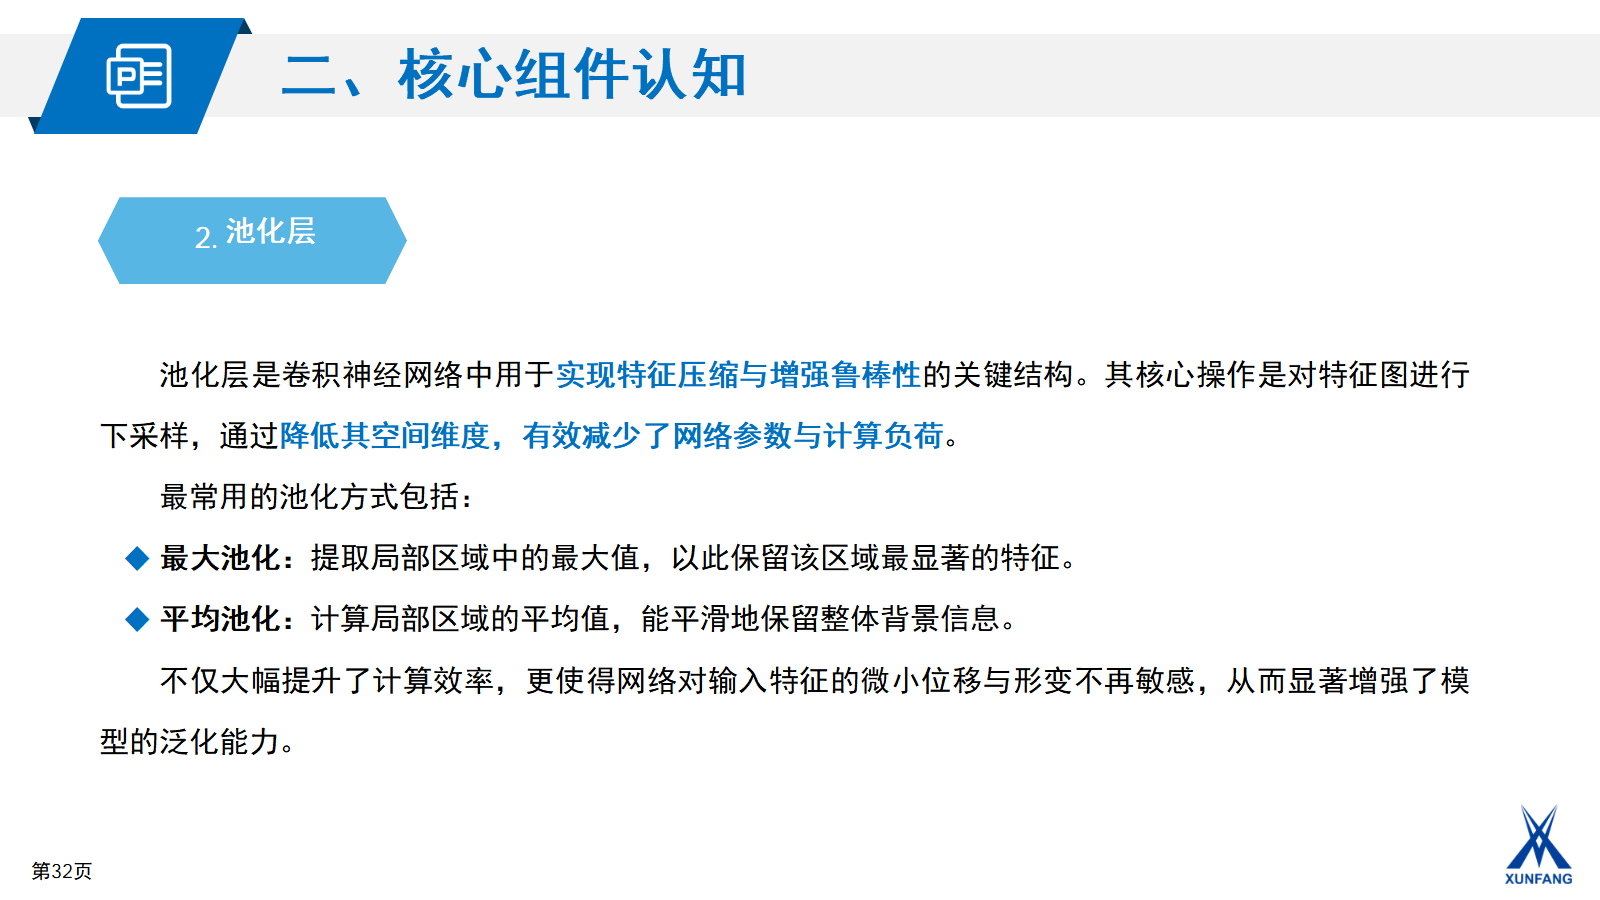 二、核心组件认知
2. 池化层
池化层是卷积神经网络中用于实现特征压缩与增强鲁棒性的关键结构。其核心操作是对特征图进行
下采样，通过降低其空间维度，有效减少了网络参数与计算负荷。
最常用的池化方式包括：
最大池化：提取局部区域中的最大值，以此保留该区域最显著的特征。
平均池化：计算局部区域的平均值，能平滑地保留整体背景信息。
不仅大幅提升了计算效率，更使得网络对输入特征的微小位移与形变不再敏感，从而显著增强了模
型的泛化能力。
第32页
XUNFANG